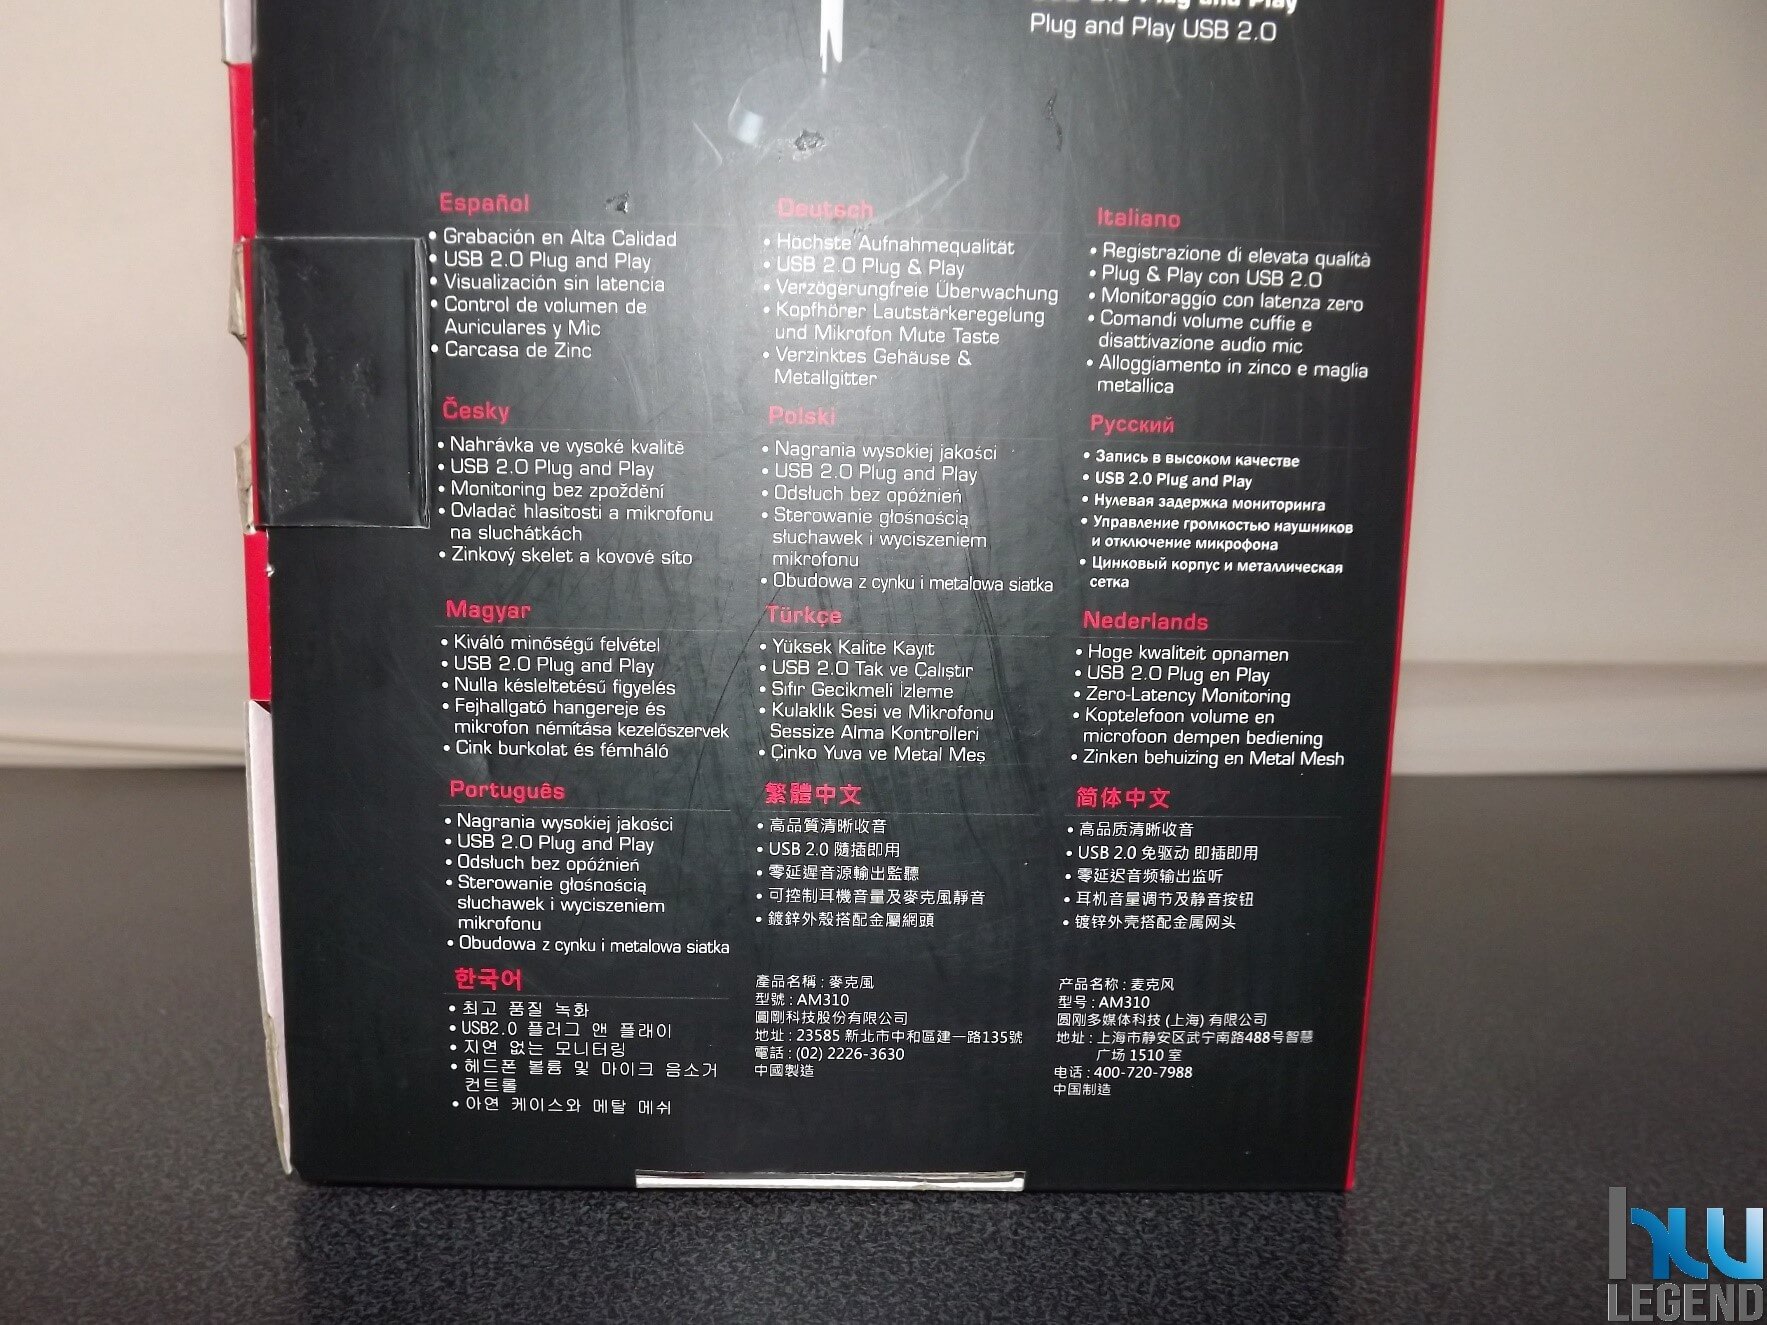 Plug and Play
Plug and Play USB 2.0
Español
• Grabación en Alta Calidad
• USB 2.0 Plug and Play
• Visualización sin latencia
• Control de volumen de
Auriculares y Mic
• Carcasa de Zinc
Deutsch
• Höchste Aufnahmequalität
• USB 2.0 Plug & Play
• Verzögerungfreie Überwachung
• Kopfhörer Lautstärkeregelung
und Mikrofon Mute Taste
• Verzinktes Gehäuse &
Metallgitter
Italiano
• Registrazione di elevata qualità
• Plug & Play con USB 2.0
• Monitoraggio con latenza zero
• Comandi volume cuffie e
disattivazione audio mic
• Alloggiamento in zinco e maglia
metallica
Česky
• Nahrávka ve vysoké kvalitě
• USB 2.0 Plug and Play
• Monitoring bez zpoždění
• Ovladač hlasitosti a mikrofonu
na sluchátkách
• Zinkový skelet a kovové síto
Polski
• Nagrania wysokiej jakości
• USB 2.0 Plug and Play
• Odsłuch bez opóźnień
• Sterowanie głośnością
słuchawek i wyciszeniem
mikrofonu
• Obudowa z cynku i metalowa siatka
Русский
• Запись в высоком качестве
• USB 2.0 Plug and Play
• Нулевая задержка мониторинга
• Управление громкостью наушников
и отключение микрофона
• Цинковый корпус и металлическая
сетка
Magyar
• Kiváló minőségű felvétel
• USB 2.0 Plug and Play
• Nulla késleltetésű figyelés
• Fejhallgató hangereje és
mikrofon némítása kezelőszervek
• Cink burkolat és fémháló
Türkçe
• Yüksek Kalite Kayıt
• USB 2.0 Tak ve Çalıştır
• Sıfır Gecikmeli İzleme
• Kulaklık Sesi ve Mikrofonu
Sessize Alma Kontrolleri
• Çinko Yuva ve Metal Meş
Nederlands
• Hoge kwaliteit opnamen
• USB 2.0 Plug en Play
• Zero-Latency Monitoring
• Koptelefoon volume en
microfoon dempen bediening
• Zinken behuizing en Metal Mesh
Português
• Nagrania wysokiej jakości
• USB 2.0 Plug and Play
• Odsłuch bez opóźnień
• Sterowanie głośnością
słuchawek i wyciszeniem
mikrofonu
• Obudowa z cynku i metalowa siatka
繁體中文
• 高品質清晰收音
• USB 2.0 隨插即用
• 零延遲音源輸出監聽
• 可控制耳機音量及麥克風靜音
• 鍍鋅外殼搭配金屬網頭
简体中文
• 高品质清晰收音
• USB 2.0 免驱动 即插即用
• 零延迟音频输出监听
• 耳机音量调节及静音按钮
• 镀锌外壳搭配金属网头
한국어
• 최고 품질 녹화
• USB2.0 플러그 앤 플래이
• 지연 없는 모니터링
• 헤드폰 볼륨 및 마이크 음소거
컨트롤
• 아연 케이스와 메탈 메쉬
產品名稱 : 麥克風
型號 : AM310
圓剛科技股份有限公司
地址 : 23585 新北市中和區建一路135號
電話 : (02) 2226-3630
中國製造
产品名称 : 麦克风
型号 : AM310
圆刚多媒体科技 (上海) 有限公司
地址 : 上海市静安区武宁南路488号智慧
广场 1510 室
电话 : 400-720-7988
中国制造
hw
LEGEND